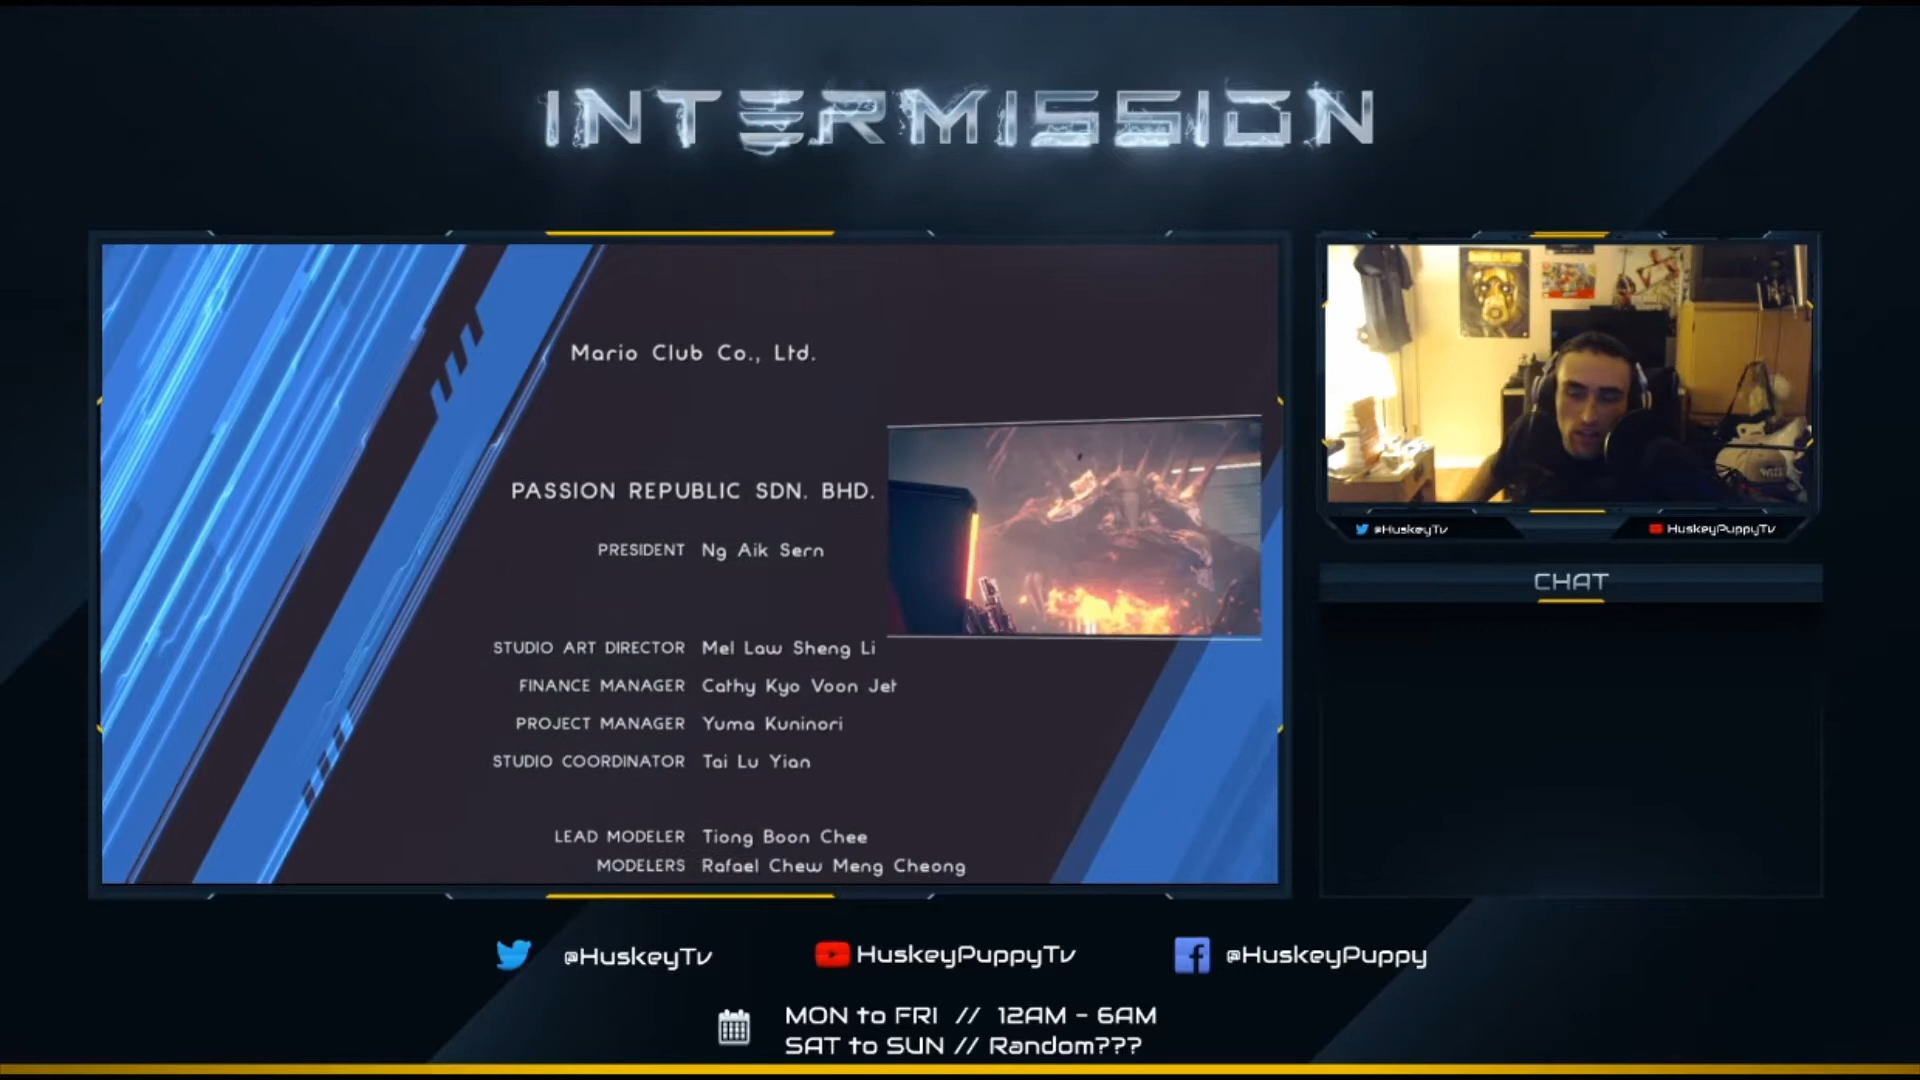 INTERMISSION
Mario Club Co., Ltd.
PASSION REPUBLIC SDN. BHD.
PRESIDENT Ng Aik Sern
STUDIO ART DIRECTOR Mel Law Sheng Li
FINANCE MANAGER Cathy Kyo Voon Jet
PROJECT MANAGER Yuma Kuninori
STUDIO COORDINATOR Tai Lu Yian
LEAD MODELER Tiong Boon Chee
MODELERS Rafael Chew Meng Cheong
@HuskeyTv
HuskeyPuppyTv
CHAT
@HuskeyTv
HuskeyPuppyTv
@HuskeyPuppy
MON to FRI // 12AM - 6AM
SAT to SUN // Random???